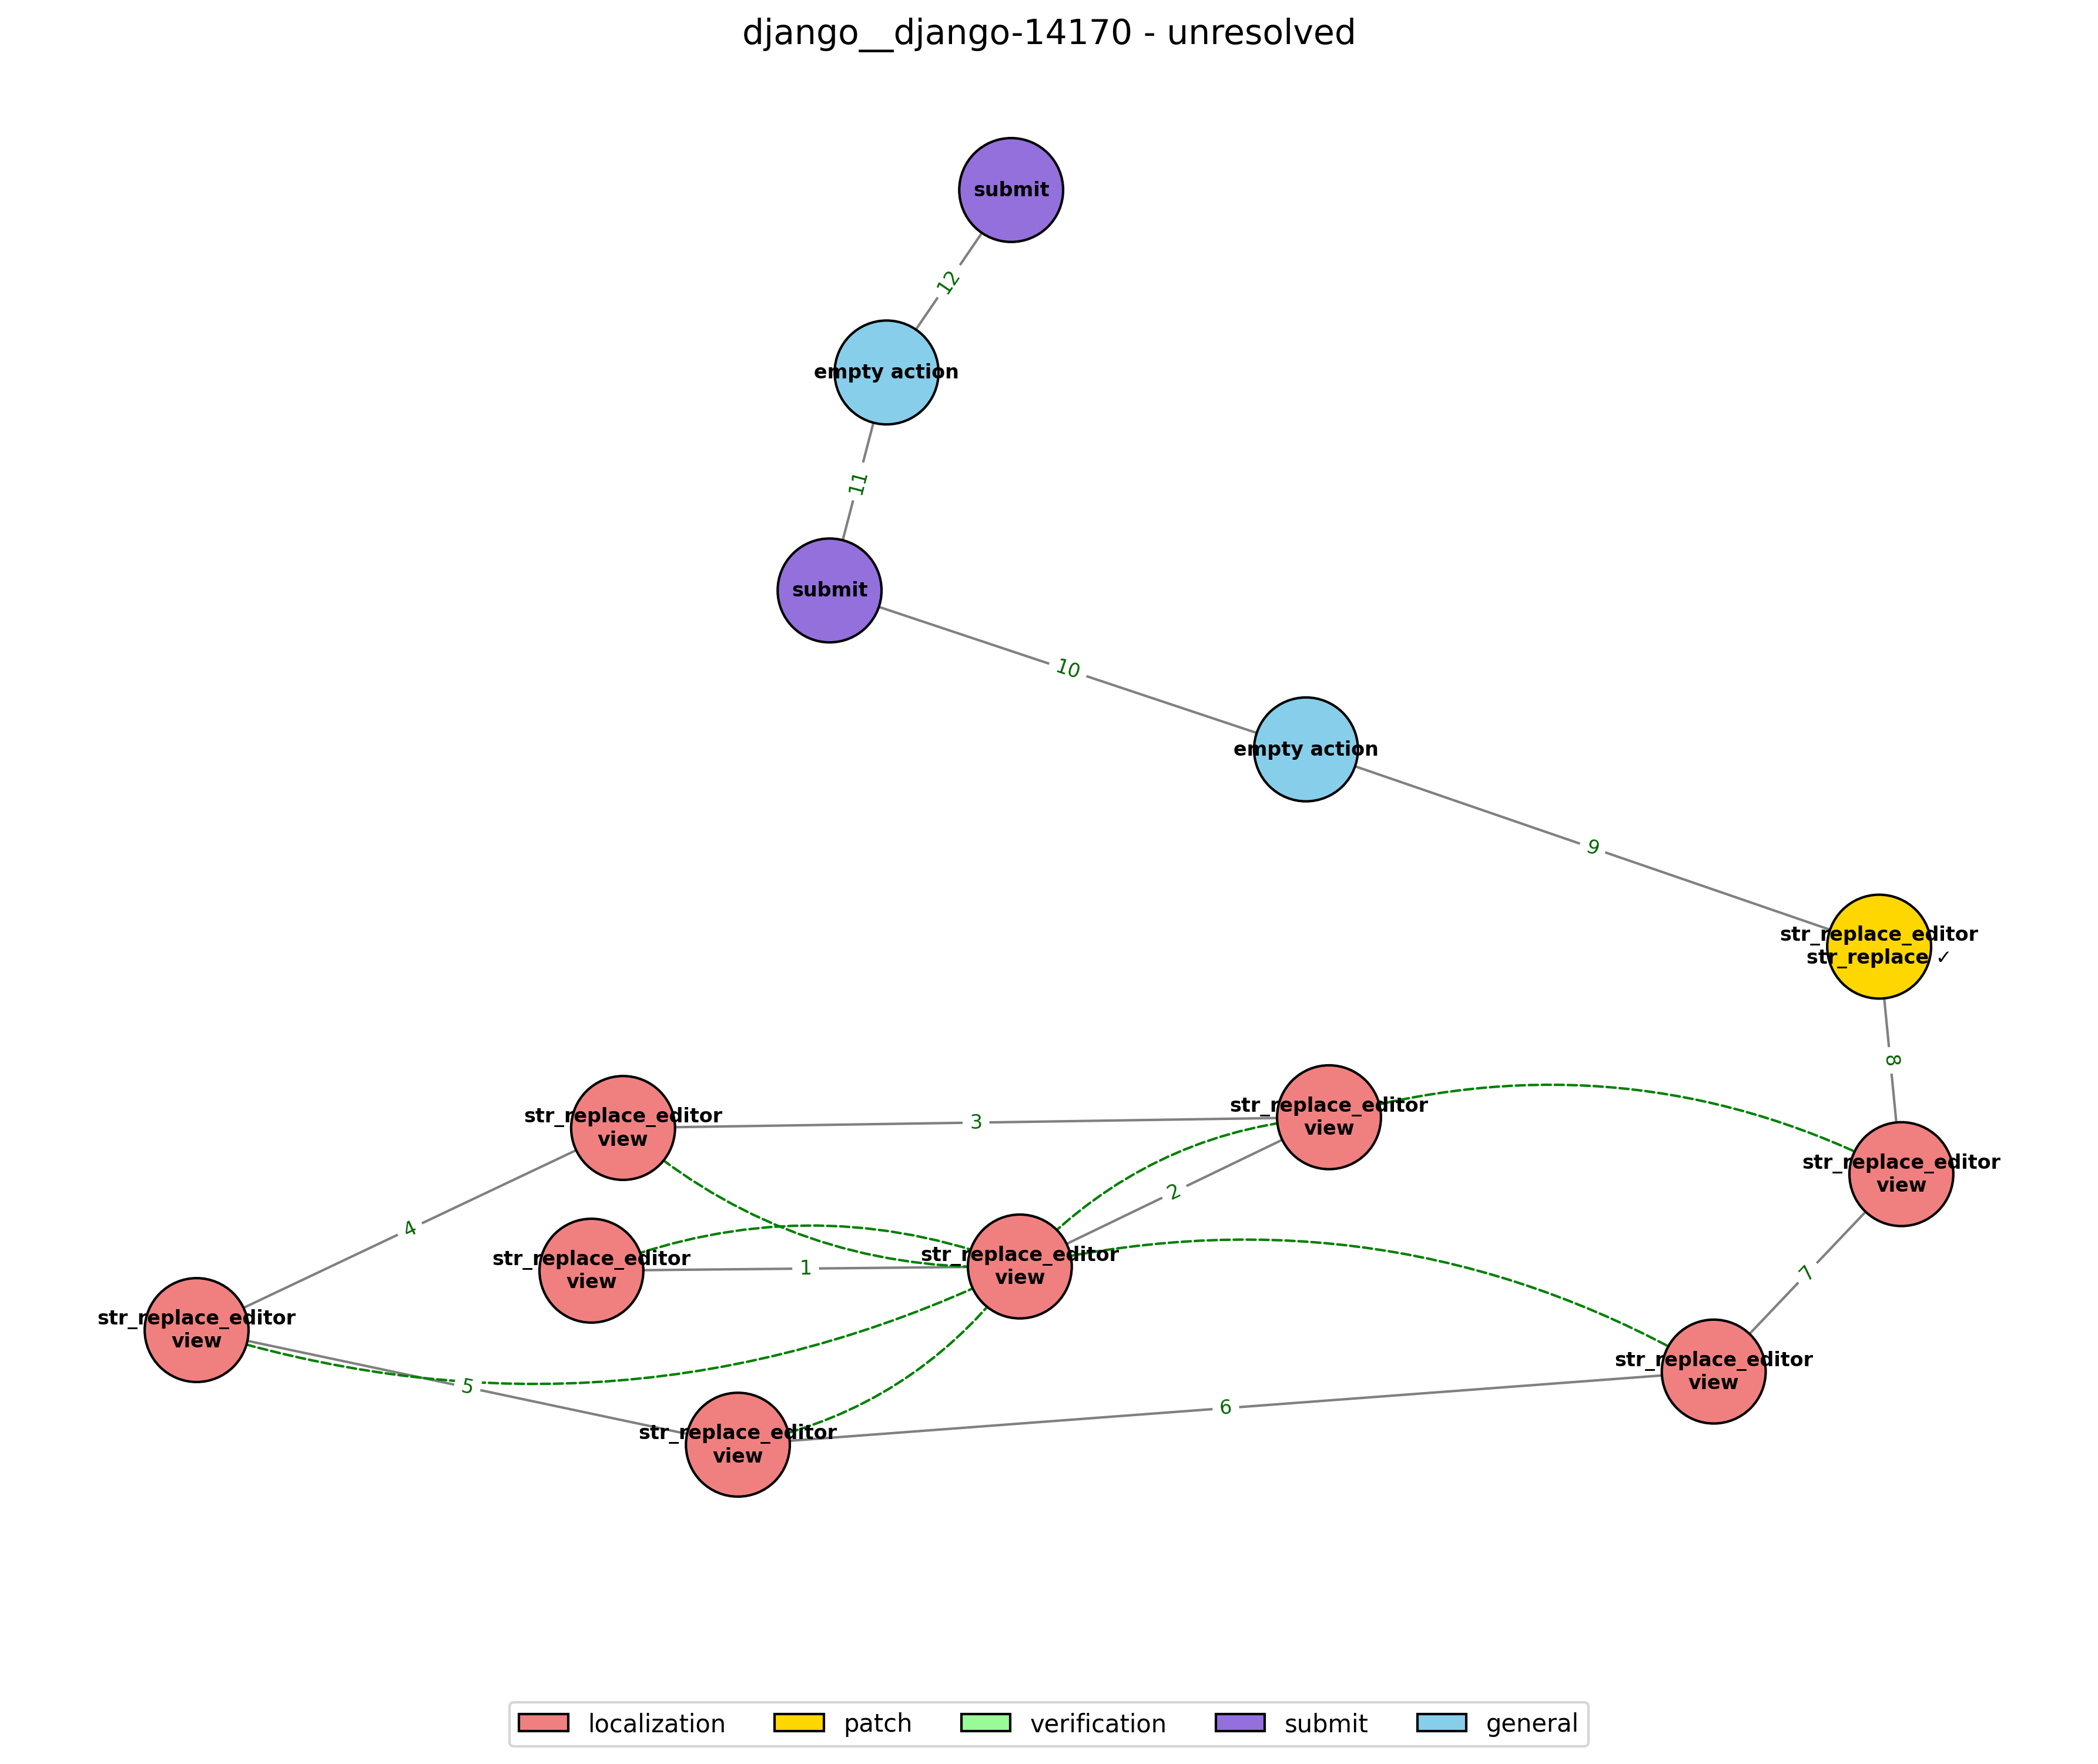 django__django-14170 - unresolved
submit
12
empty action
11
submit
10
empty action
9
str_replace_editor
str_replace ✓
8
str_replace_editor
view
3
str_replace_editor
view
str_replace_editor
view
2
4
str_replace_editor
view
1
str_replace_editor
view
7
str_replace_editor
view
5
str_replace_editor
view
6
str_replace_editor
view
localization
patch
verification
submit
general